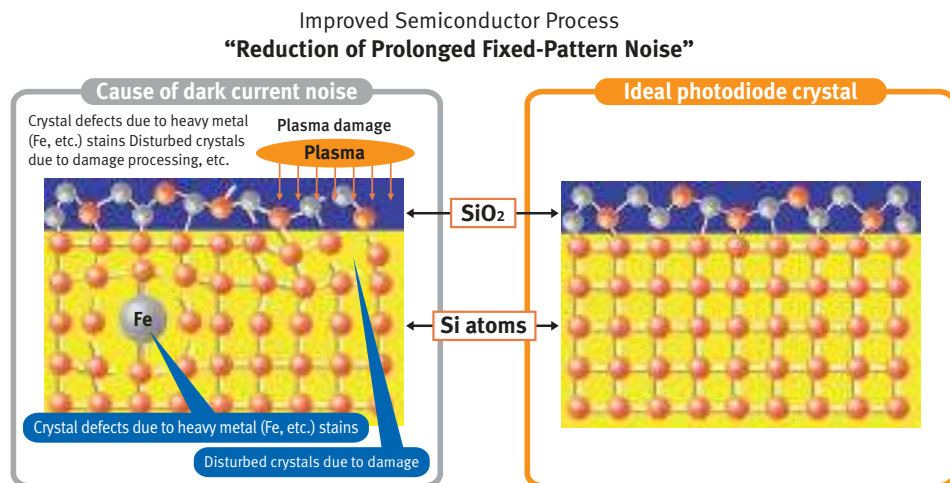 Improved Semiconductor Process
“Reduction of Prolonged Fixed-Pattern Noise”
Cause of dark current noise
Crystal defects due to heavy metal
(Fe, etc.) stains Disturbed crystals
due to damage processing, etc.
Plasma damage
Plasma
Fe
Crystal defects due to heavy metal (Fe, etc.) stains
Disturbed crystals due to damage
SiO2
Si atoms
Ideal photodiode crystal